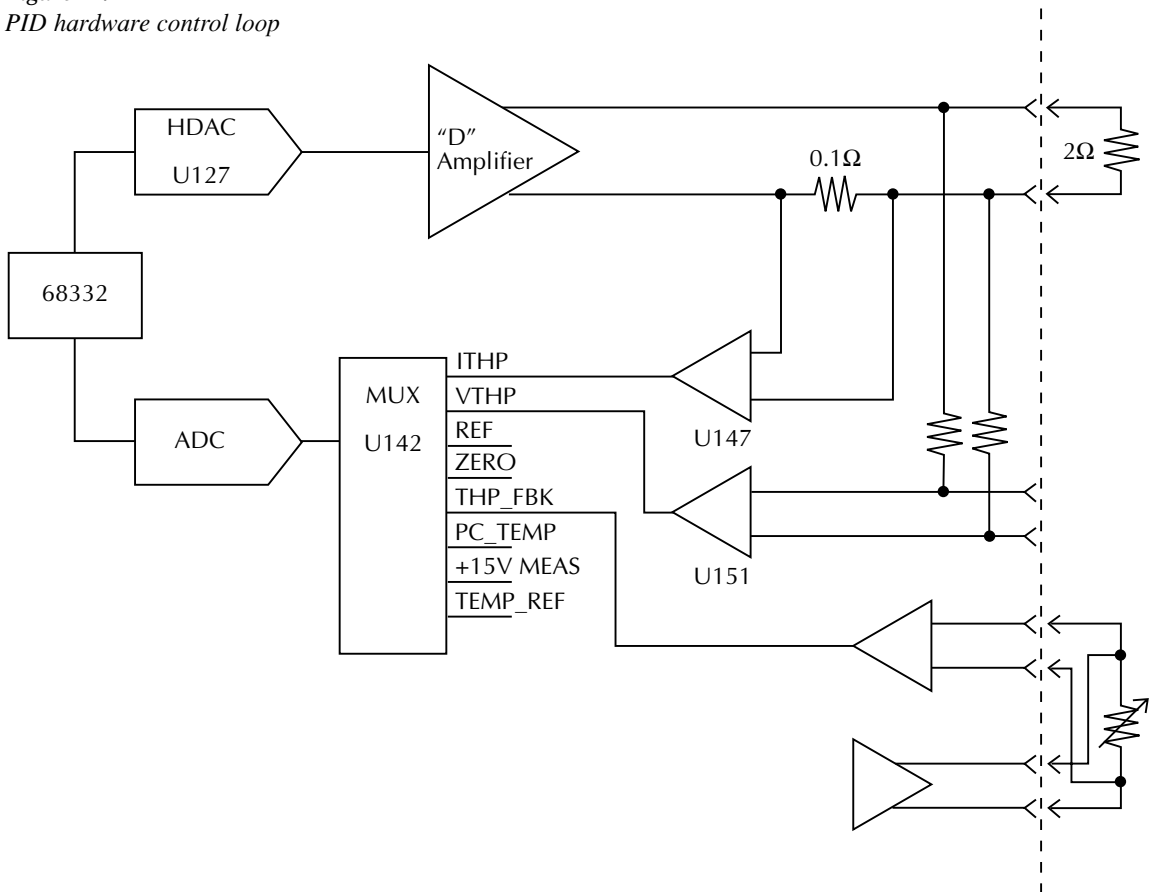 PID hardware control loop
HDAC
U127
“D”
Amplifier
0.1Ω
2Ω
68332
ADC
MUX
U142
ITHP
VTHP
REF
ZERO
THP_FBK
PC_TEMP
+15V MEAS
TEMP_REF
U147
U151